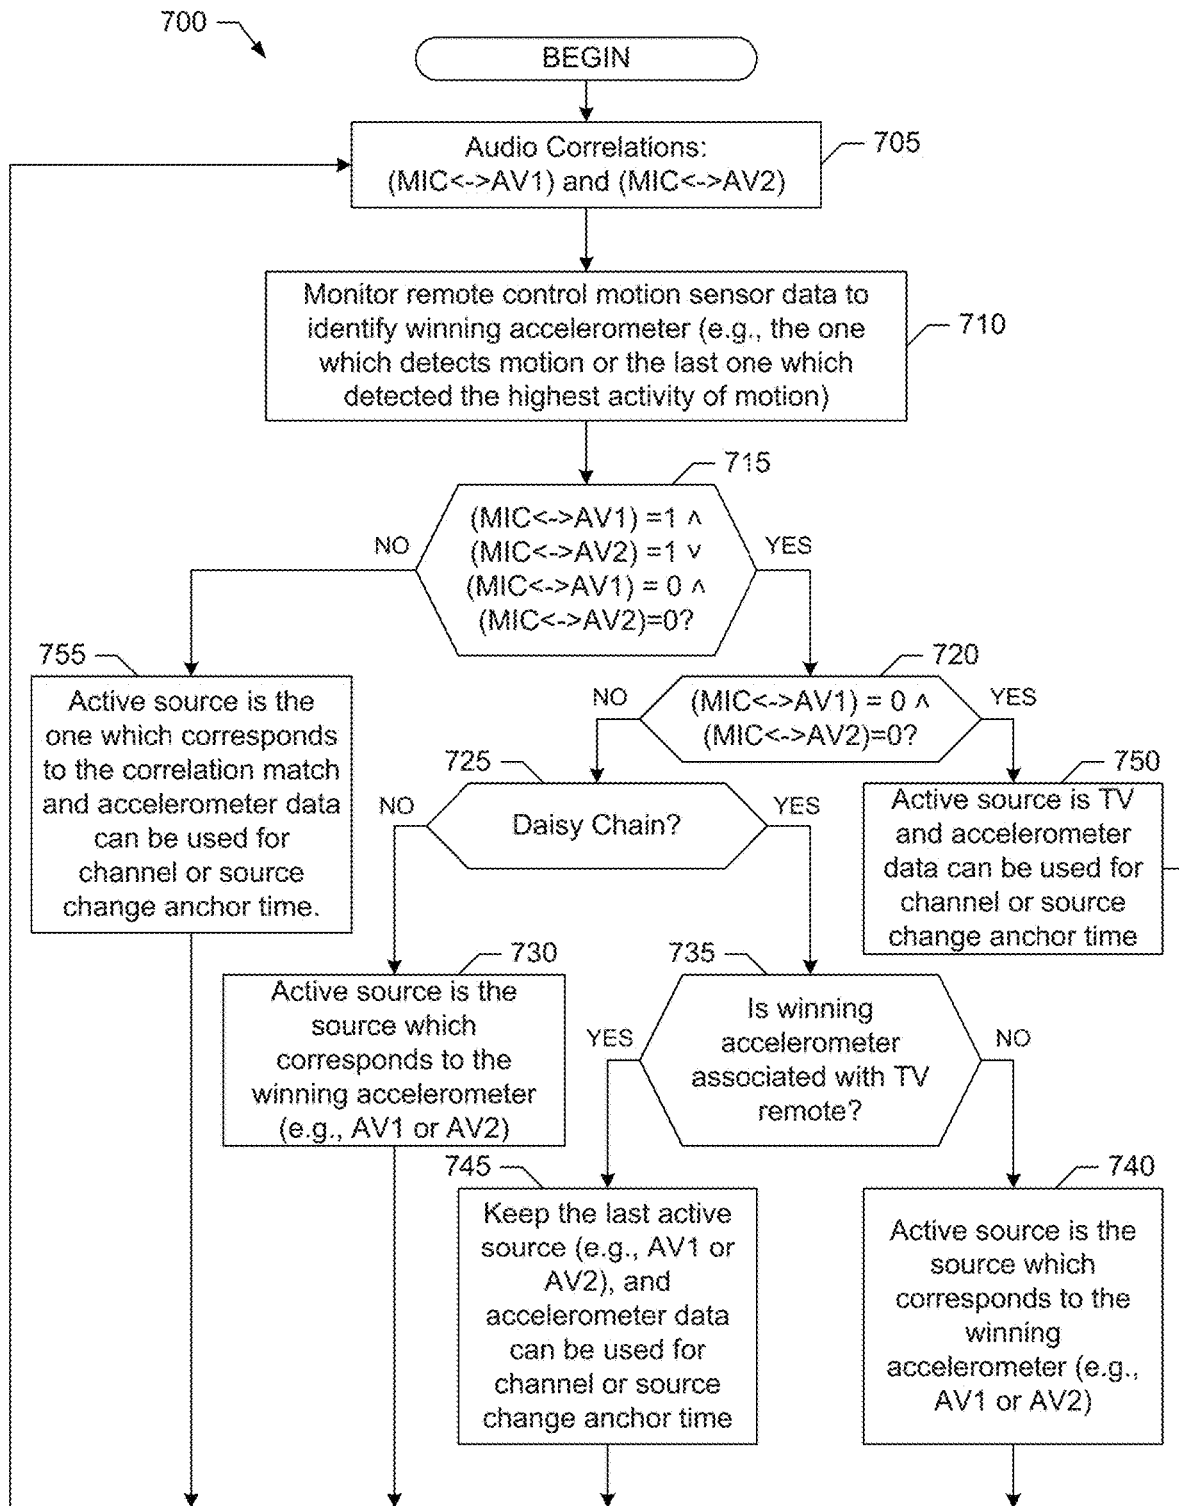 700
BEGIN
Audio Correlations:
(MIC<->AV1) and (MIC<->AV2)
705
Monitor remote control motion sensor data to
identify winning accelerometer (e.g., the one
which detects motion or the last one which
detected the highest activity of motion)
710
715
(MIC<->AV1) =1 ʌ
(MIC<->AV2) =1 v
(MIC<->AV1) = 0 ʌ
(MIC<->AV2)=0?
NO
YES
755
Active source is the
one which corresponds
to the correlation match
and accelerometer data
can be used for
channel or source
change anchor time.
720
(MIC<->AV1) = 0 ʌ
(MIC<->AV2)=0?
NO
YES
725
Daisy Chain?
NO
YES
750
Active source is TV
and accelerometer
data can be used for
channel or source
change anchor time
730
Active source is the
source which
corresponds to the
winning accelerometer
(e.g., AV1 or AV2)
735
Is winning
accelerometer
associated with TV
remote?
YES
NO
745
Keep the last active
source (e.g., AV1 or
AV2), and
accelerometer data
can be used for
channel or source
change anchor time
740
Active source is the
source which
corresponds to the
winning
accelerometer (e.g.,
AV1 or AV2)